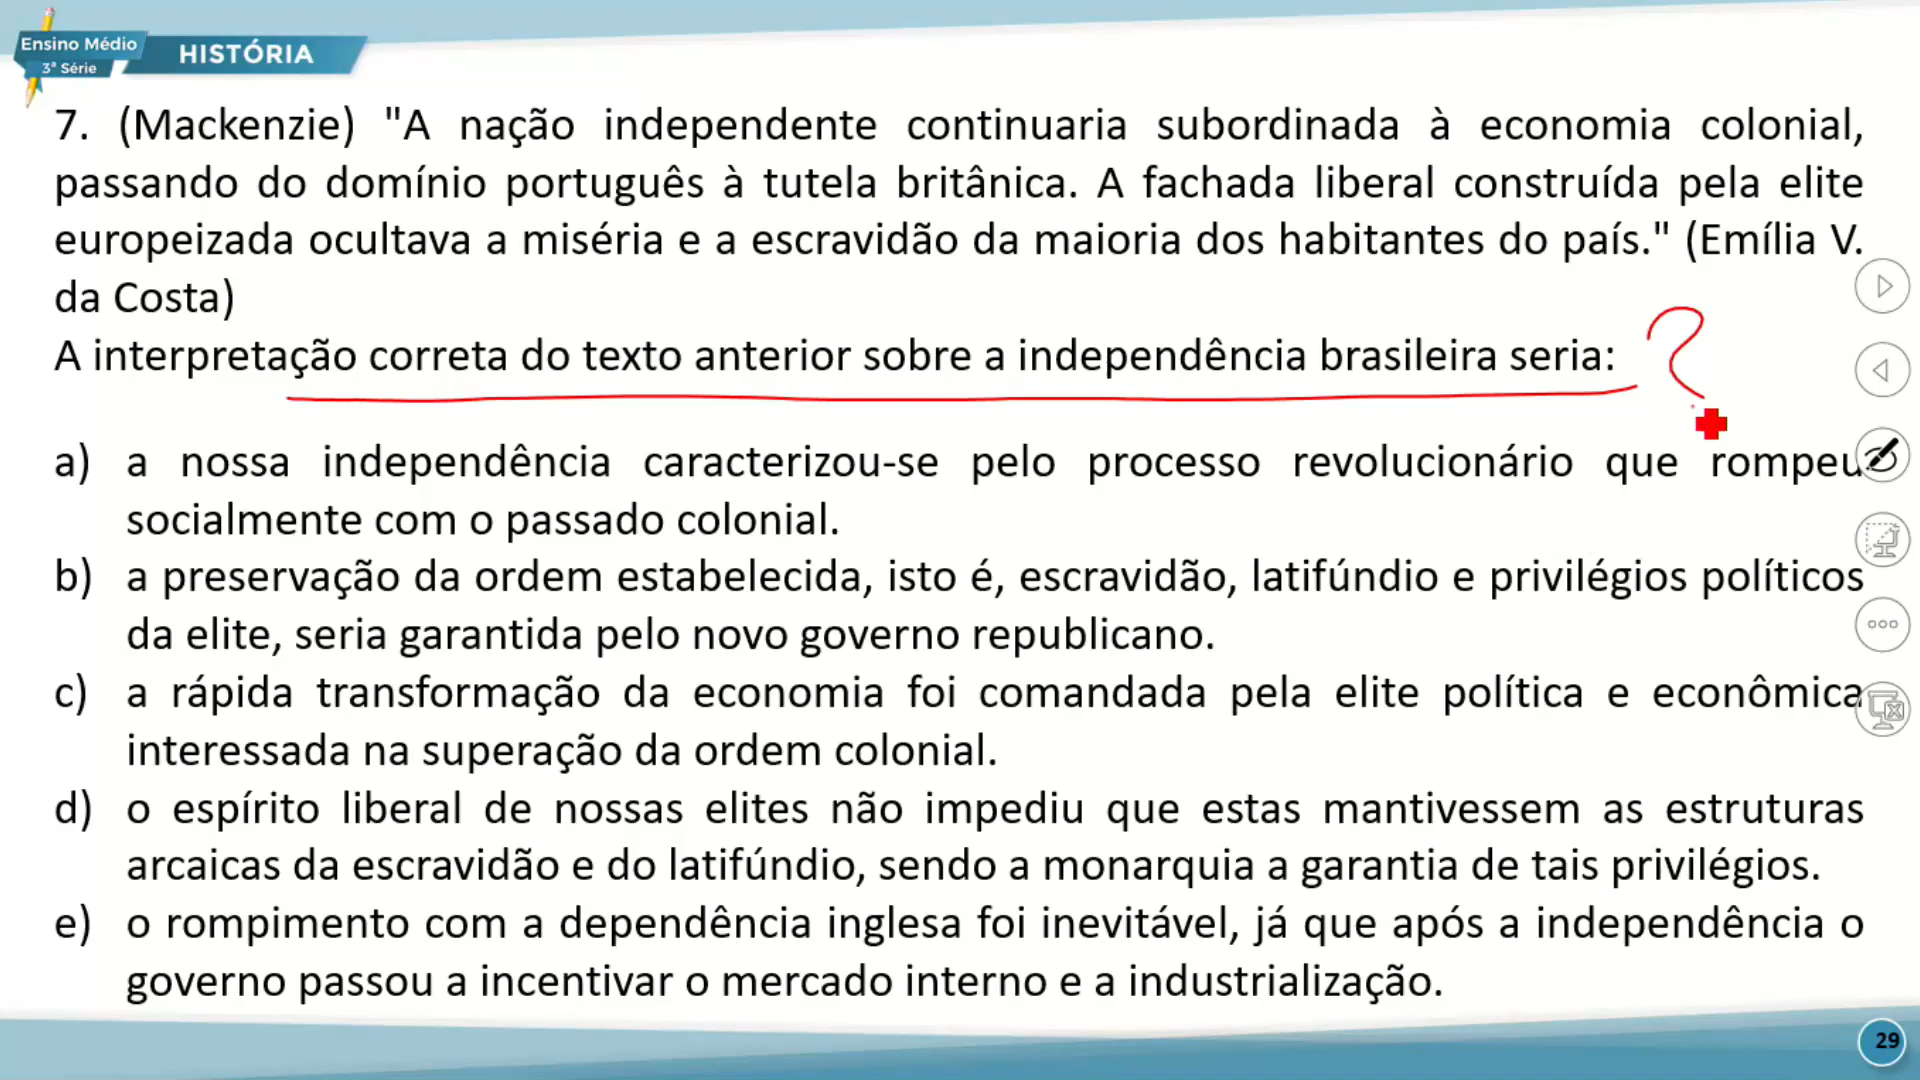 Ensino Médio
3ª Série
HISTÓRIA
7. (Mackenzie) "A nação independente continuaria subordinada à economia colonial,
passando do domínio português à tutela britânica. A fachada liberal construída pela elite
europeizada ocultava a miséria e a escravidão da maioria dos habitantes do país." (Emília V.
da Costa)
A interpretação correta do texto anterior sobre a independência brasileira seria:
?
a) a nossa independência caracterizou-se pelo processo revolucionário que rompeu
socialmente com o passado colonial.
b) a preservação da ordem estabelecida, isto é, escravidão, latifúndio e privilégios políticos
da elite, seria garantida pelo novo governo republicano.
c) a rápida transformação da economia foi comandada pela elite política e econômica
interessada na superação da ordem colonial.
d) o espírito liberal de nossas elites não impediu que estas mantivessem as estruturas
arcaicas da escravidão e do latifúndio, sendo a monarquia a garantia de tais privilégios.
e) o rompimento com a dependência inglesa foi inevitável, já que após a independência o
governo passou a incentivar o mercado interno e a industrialização.
29